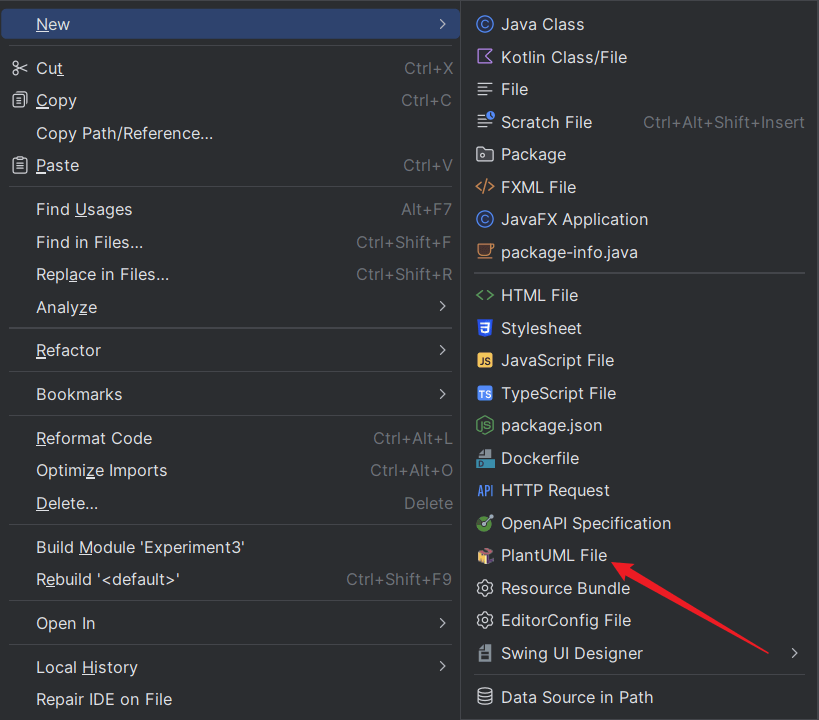 New
Cut Ctrl+X
Copy Ctrl+C
Copy Path/Reference...
Paste Ctrl+V
Find Usages Alt+F7
Find in Files... Ctrl+Shift+F
Replace in Files... Ctrl+Shift+R
Analyze
Refactor
Bookmarks
Reformat Code Ctrl+Alt+L
Optimize Imports Ctrl+Alt+O
Delete... Delete
Build Module 'Experiment3'
Rebuild '<default>' Ctrl+Shift+F9
Open In
Local History
Repair IDE on File
Java Class
Kotlin Class/File
File
Scratch File Ctrl+Alt+Shift+Insert
Package
FXML File
JavaFX Application
package-info.java
HTML File
Stylesheet
JS JavaScript File
TS TypeScript File
JS package.json
D Dockerfile
API HTTP Request
OpenAPI Specification
PlantUML File
Resource Bundle
EditorConfig File
Swing UI Designer
Data Source in Path